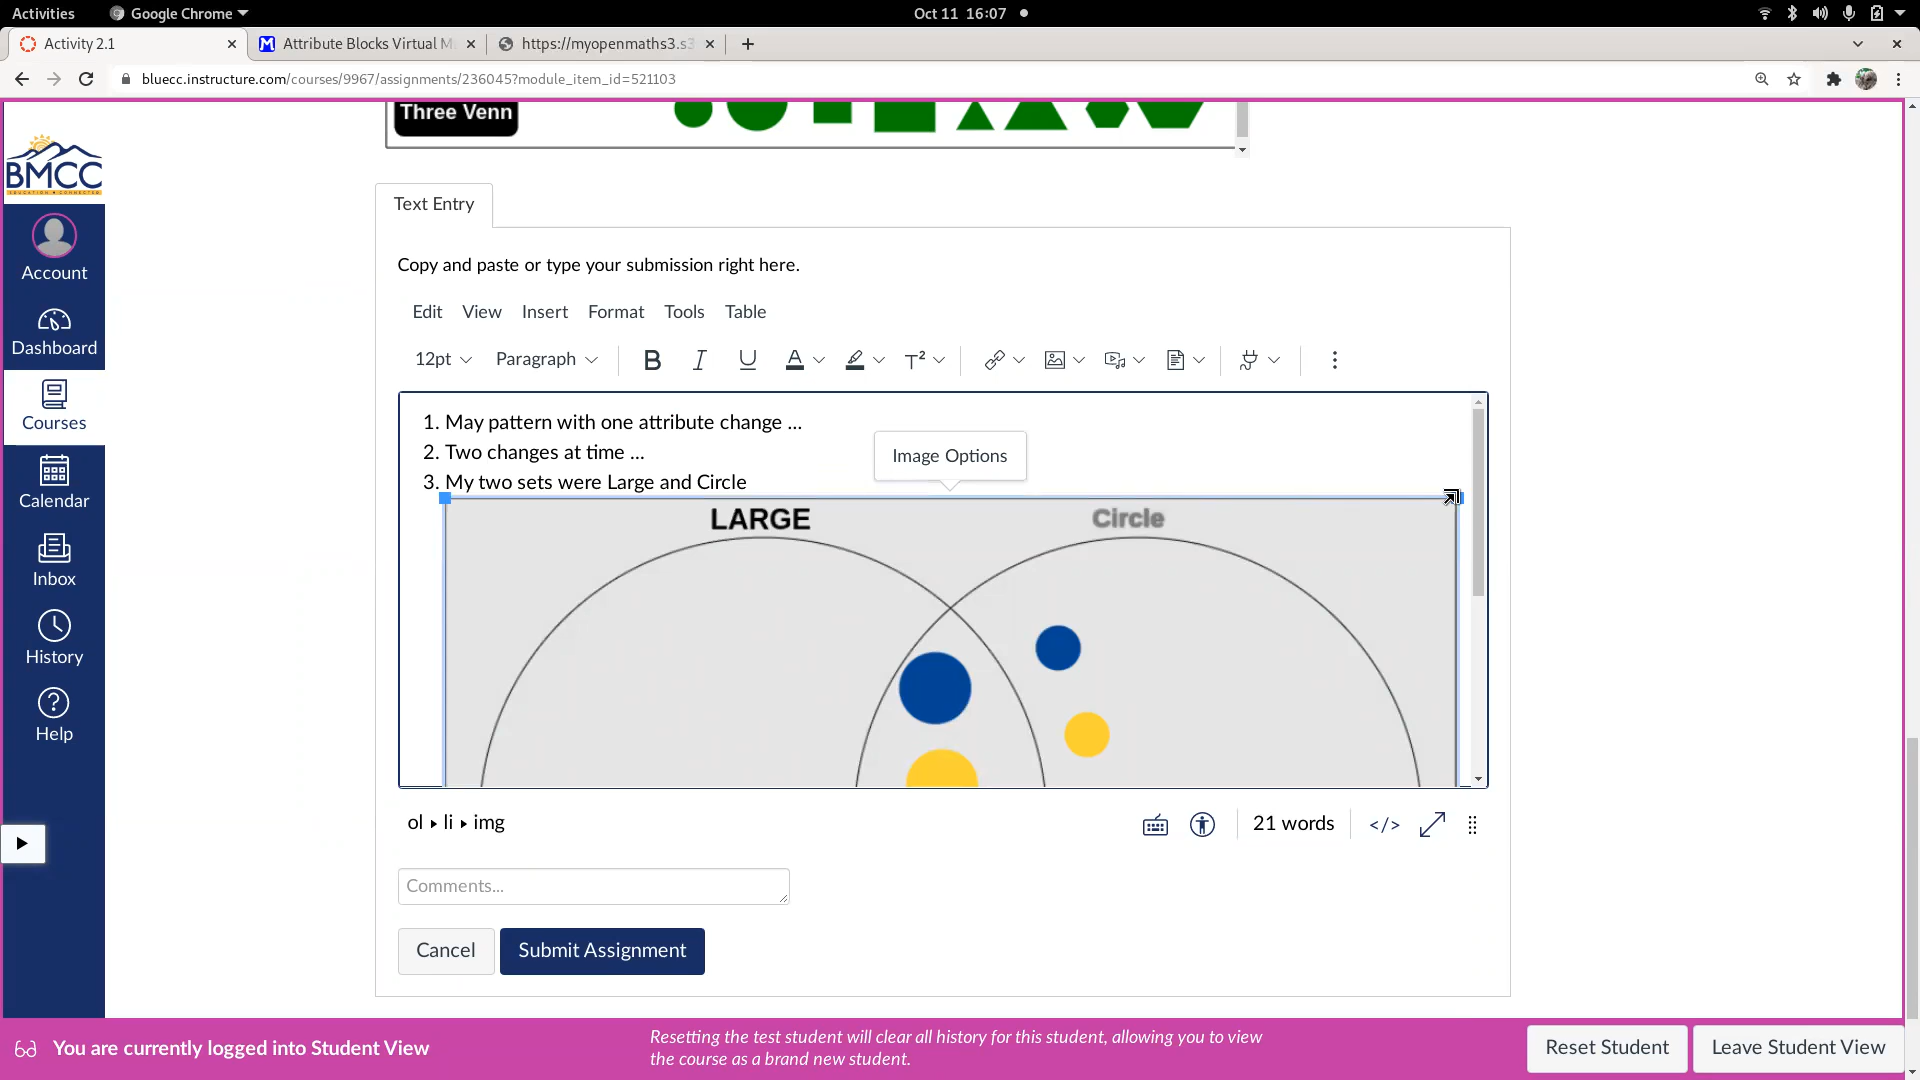 Activities
Google Chrome
Oct 11 16:07
Activity 2.1
Attribute Blocks Virtual M
https://myopenmaths3.s3
bluecc.instructure.com/courses/9967/assignments/236045?module_item_id=521103
Three Venn
BMCC
Account
Dashboard
Courses
Calendar
Inbox
History
Help
Text Entry
Copy and paste or type your submission right here.
Edit View Insert Format Tools Table
12pt Paragraph B I U A T²
1. May pattern with one attribute change ...
2. Two changes at time ...
3. My two sets were Large and Circle
Image Options
LARGE Circle
ol ▸ li ▸ img
21 words </>
Comments...
Cancel Submit Assignment
You are currently logged into Student View
Resetting the test student will clear all history for this student, allowing you to view
the course as a brand new student.
Reset Student Leave Student View